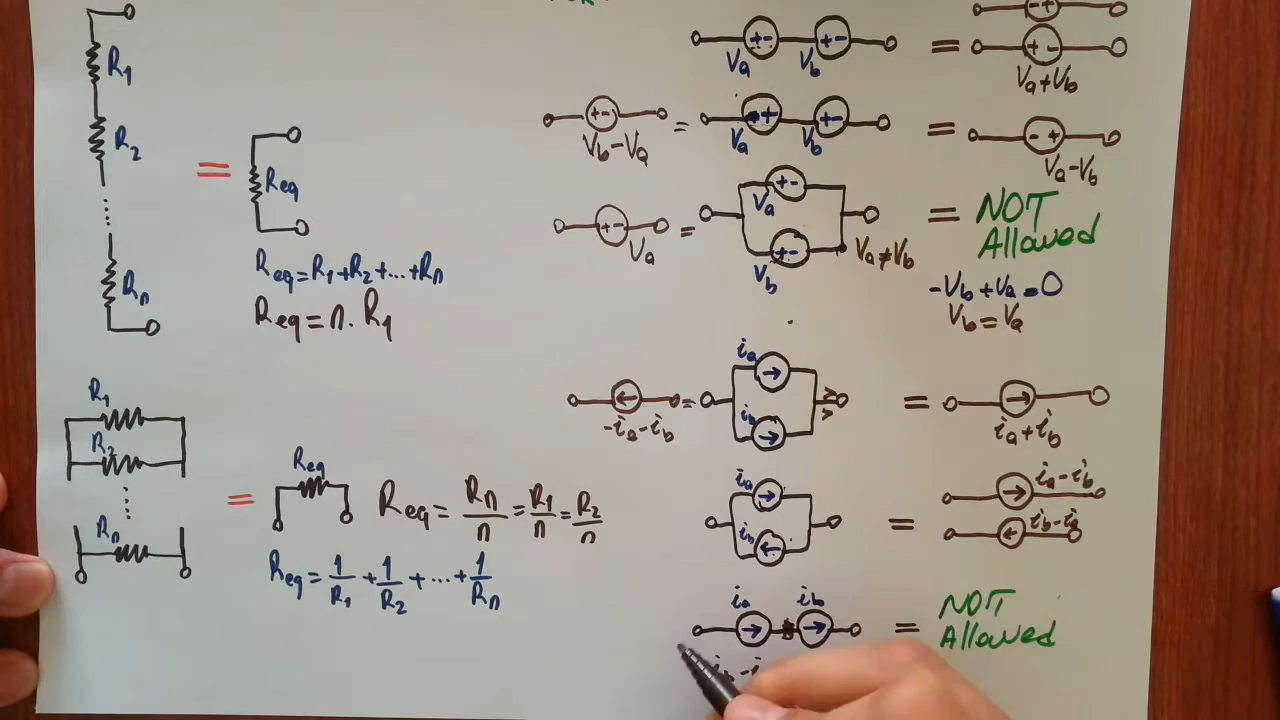 R1
R2
Rn
=
Req
Req=R1+R2+...+Rn
Req=n.R1
R1
R2
Rn
=
Req
Req=Rn/n=R1/n=R2/n
Req=1/R1+1/R2+...+1/Rn
-+
+- +- = +-
Va Vb Va+Vb
+- = ++ +- = -+
Vb-Va Va Vb Va-Vb
+- = +- = NOT
Va Va Allowed
+- Va≠Vb
Vb
-Vb+Va=0
Vb=Va
ia
= =
-ia-ib ib ia+ib
ia
= ia-ib
ib ib-ia
ia ib
= NOT
Allowed